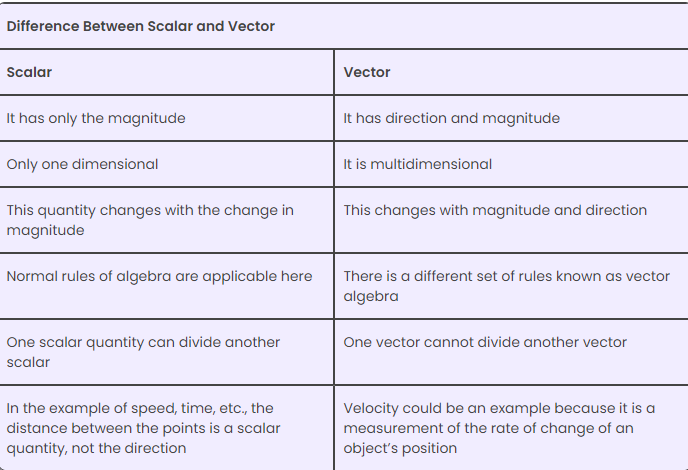 Difference Between Scalar and Vector
Scalar
Vector
It has only the magnitude
It has direction and magnitude
Only one dimensional
It is multidimensional
This quantity changes with the change in
magnitude
This changes with magnitude and direction
Normal rules of algebra are applicable here
There is a different set of rules known as vector
algebra
One scalar quantity can divide another
scalar
One vector cannot divide another vector
In the example of speed, time, etc., the
distance between the points is a scalar
quantity, not the direction
Velocity could be an example because it is a
measurement of the rate of change of an
object’s position